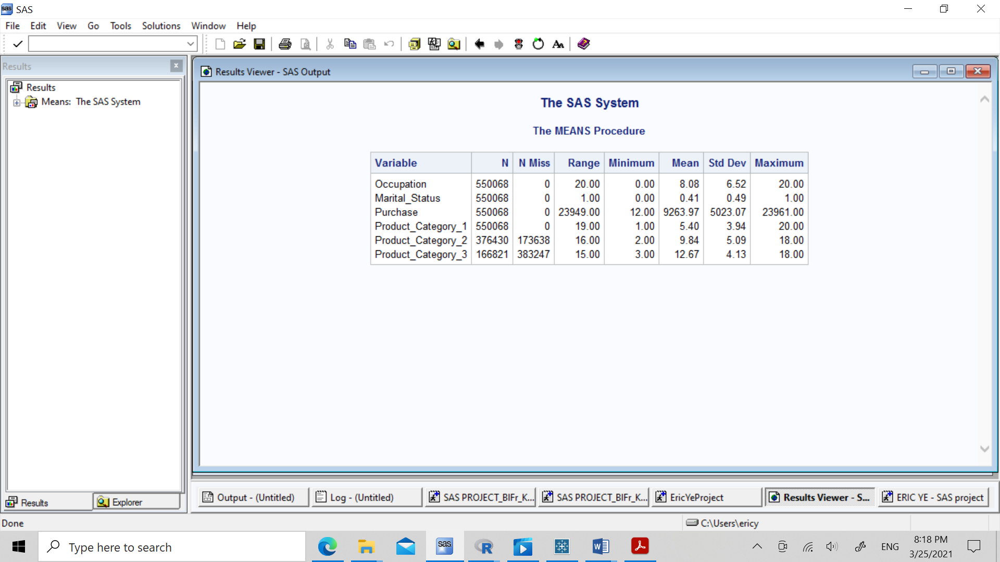 SAS
File Edit View Go Tools Solutions Window Help
Results
Results
Means: The SAS System
Results Explorer
Results Viewer - SAS Output
The SAS System
The MEANS Procedure
Variable N N Miss Range Minimum Mean Std Dev Maximum
Occupation 550068 0 20.00 0.00 8.08 6.52 20.00
Marital_Status 550068 0 1.00 0.00 0.41 0.49 1.00
Purchase 550068 0 23949.00 12.00 9263.97 5023.07 23961.00
Product_Category_1 550068 0 19.00 1.00 5.40 3.94 20.00
Product_Category_2 376430 173638 16.00 2.00 9.84 5.09 18.00
Product_Category_3 166821 383247 15.00 3.00 12.67 4.13 18.00
Output - (Untitled) Log - (Untitled) SAS PROJECT_BIFr_K... SAS PROJECT_BIFr_K... EricYeProject Results Viewer - S... ERIC YE - SAS project
Done C:\Users\ericy
Type here to search
sas
ENG
8:18 PM
3/25/2021